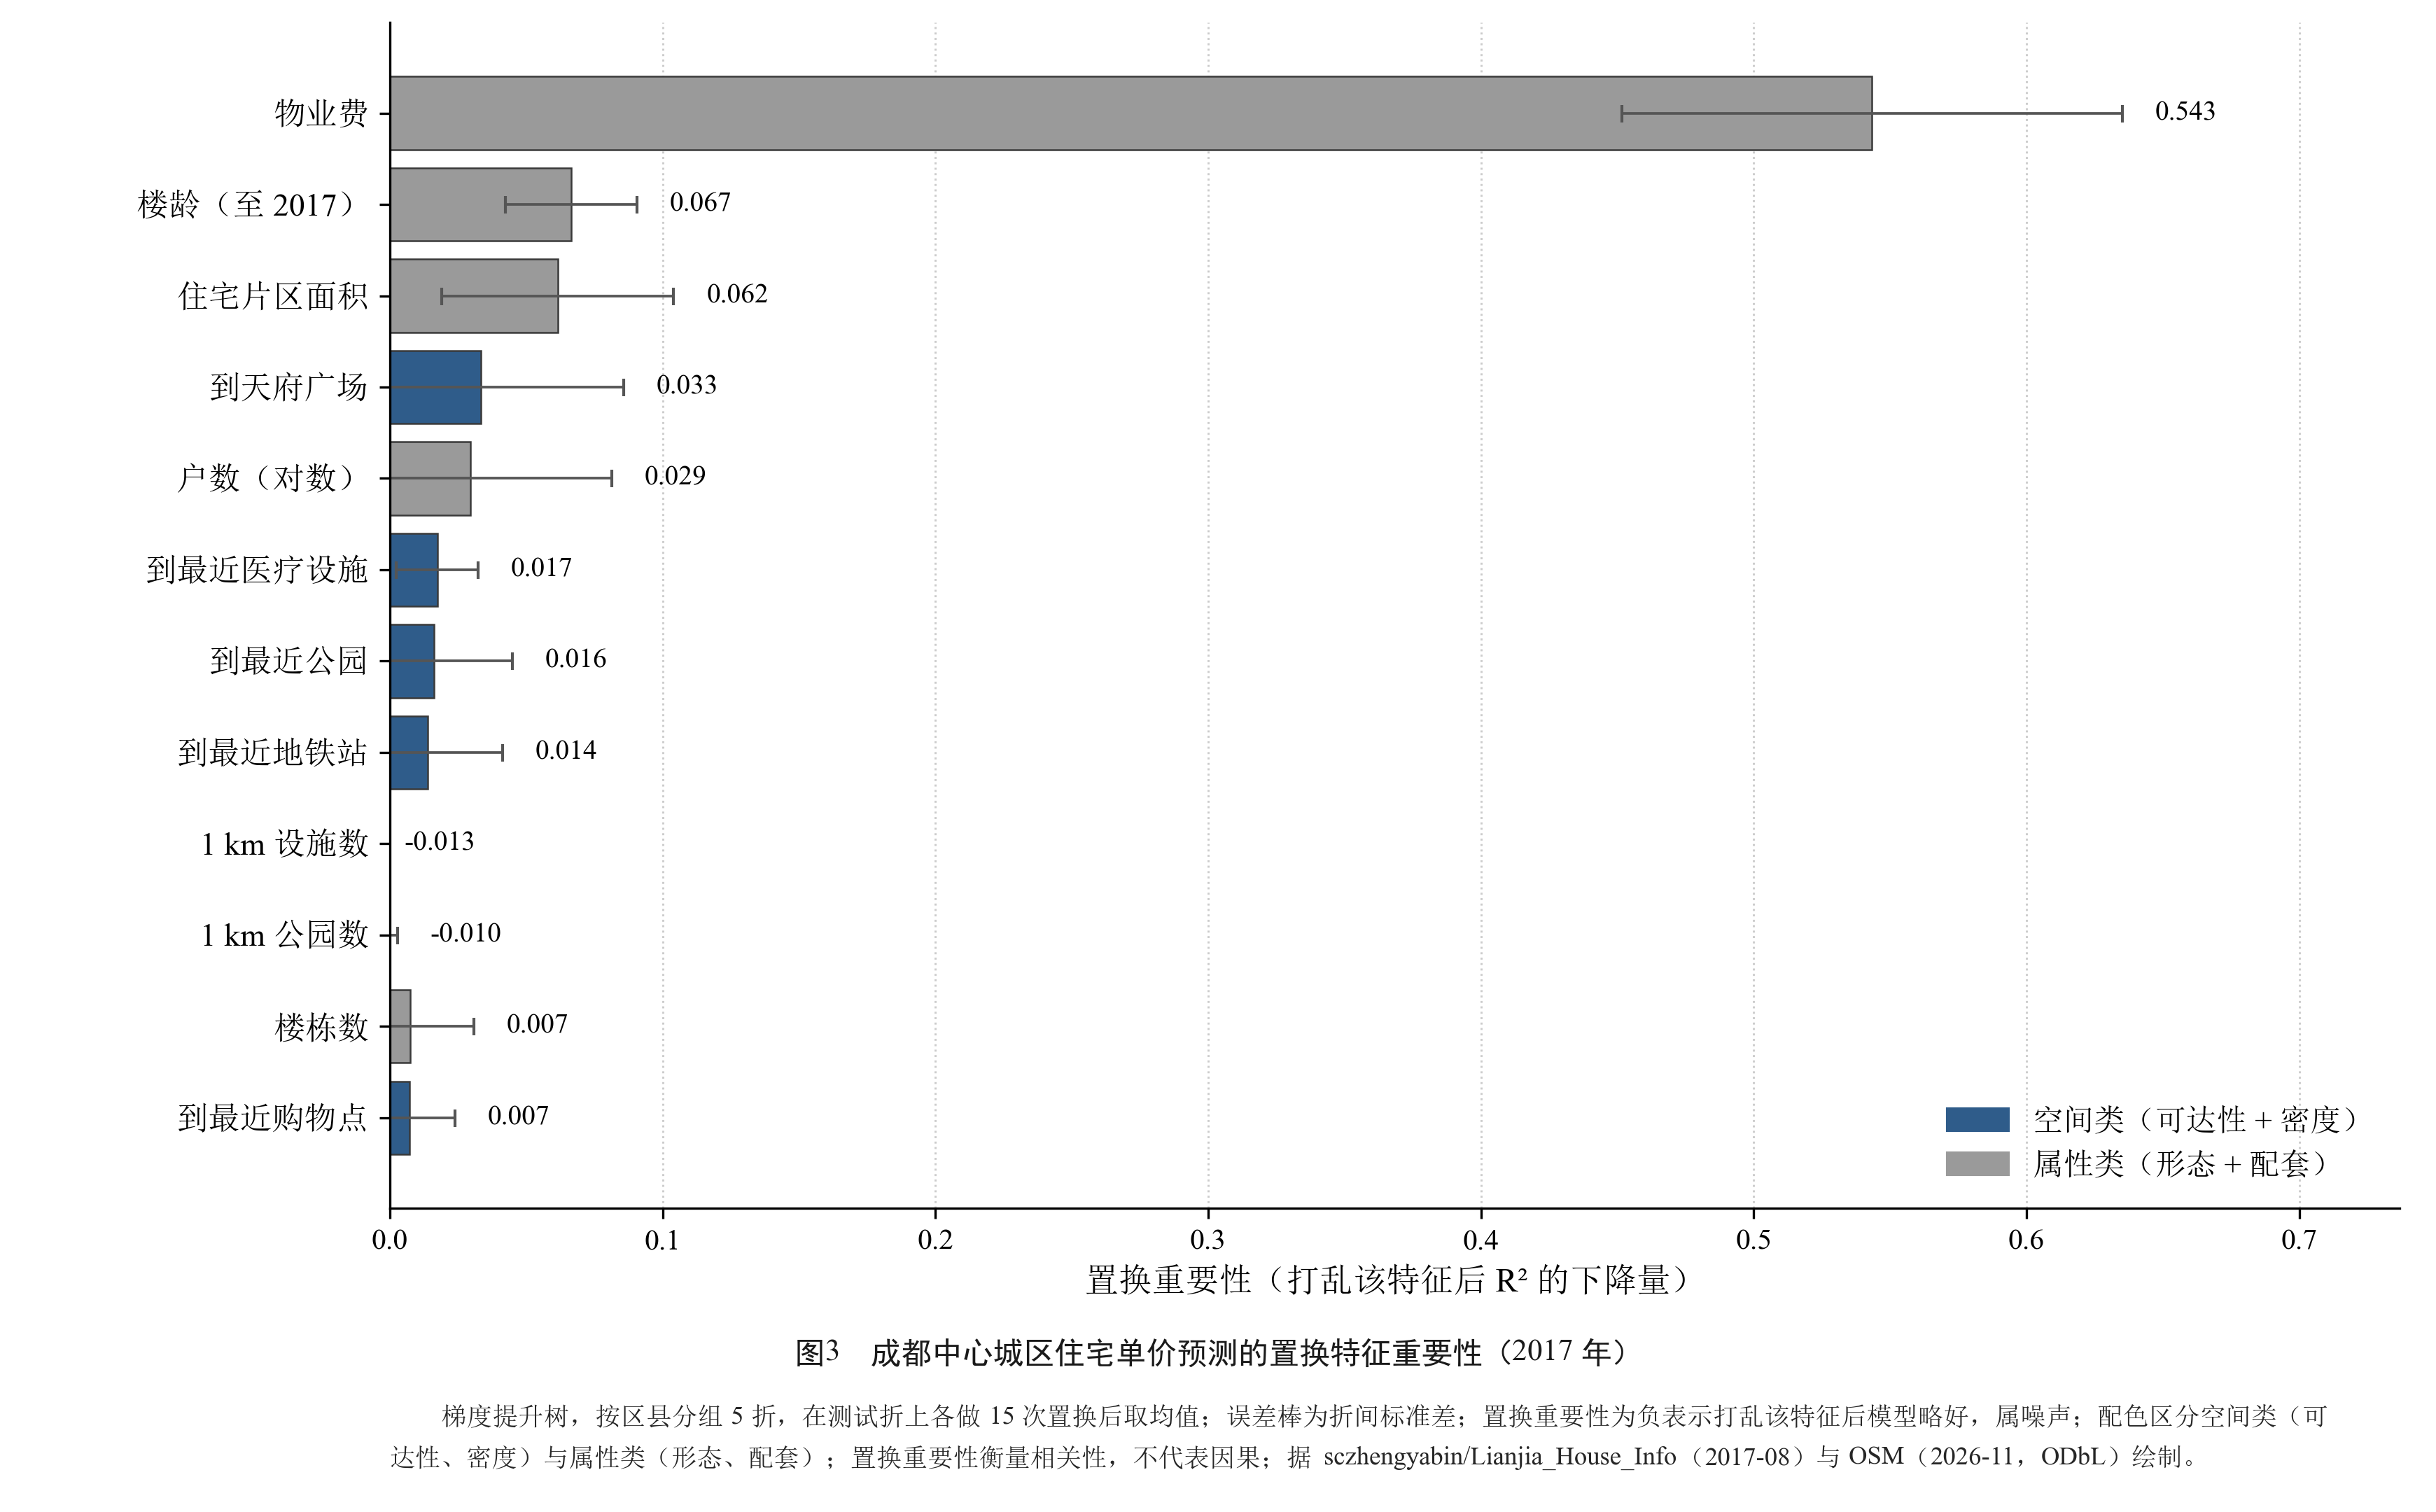 物业费 0.543
楼龄（至 2017） 0.067
住宅片区面积 0.062
到天府广场 0.033
户数（对数） 0.029
到最近医疗设施 0.017
到最近公园 0.016
到最近地铁站 0.014
1 km 设施数 -0.013
1 km 公园数 -0.010
楼栋数 0.007
到最近购物点 0.007
空间类（可达性 + 密度）
属性类（形态 + 配套）
0.0 0.1 0.2 0.3 0.4 0.5 0.6 0.7
置换重要性（打乱该特征后 R² 的下降量）
图3 成都中心城区住宅单价预测的置换特征重要性（2017 年）
梯度提升树，按区县分组 5 折，在测试折上各做 15 次置换后取均值；误差棒为折间标准差；置换重要性为负表示打乱该特征后模型略好，属噪声；配色区分空间类（可
达性、密度）与属性类（形态、配套）；置换重要性衡量相关性，不代表因果；据 sczhengyabin/Lianjia_House_Info（2017-08）与 OSM（2026-11，ODbL）绘制。